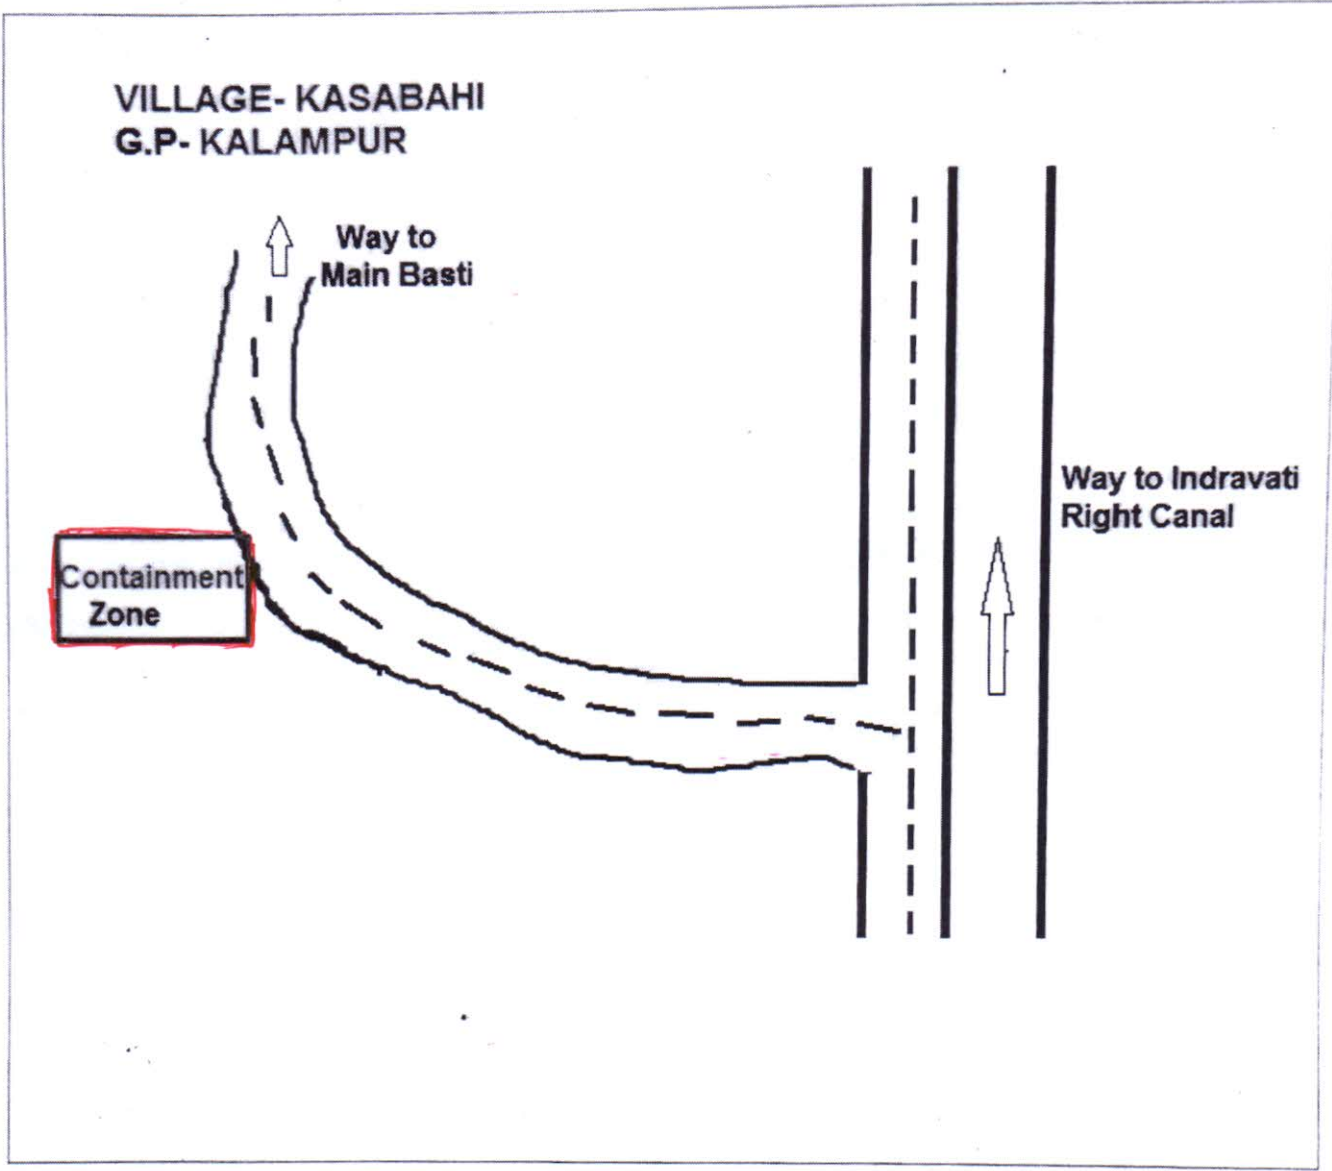 VILLAGE- KASABAHI
G.P- KALAMPUR
Way to
Main Basti
Way to Indravati
Right Canal
Containment
Zone